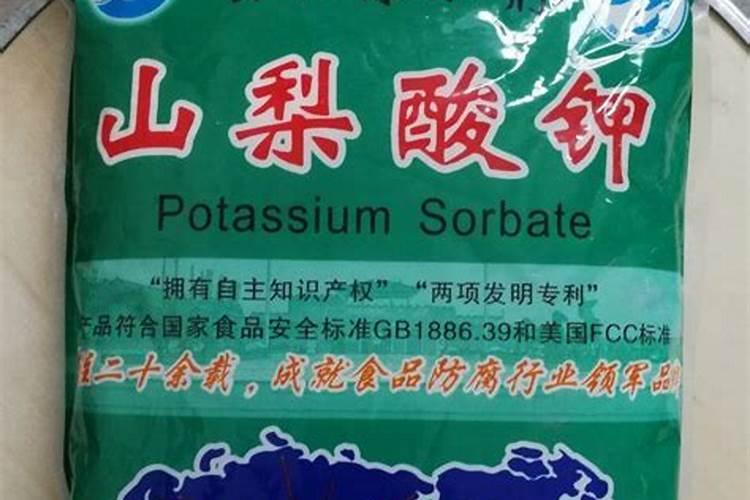 山梨酸钾
Potassium Sorbate
“拥有自主知识产权” “两项发明专利”
产品符合国家食品安全标准GB1886.39和美国FCC标准
二十余载，成就食品防腐行业领军品牌